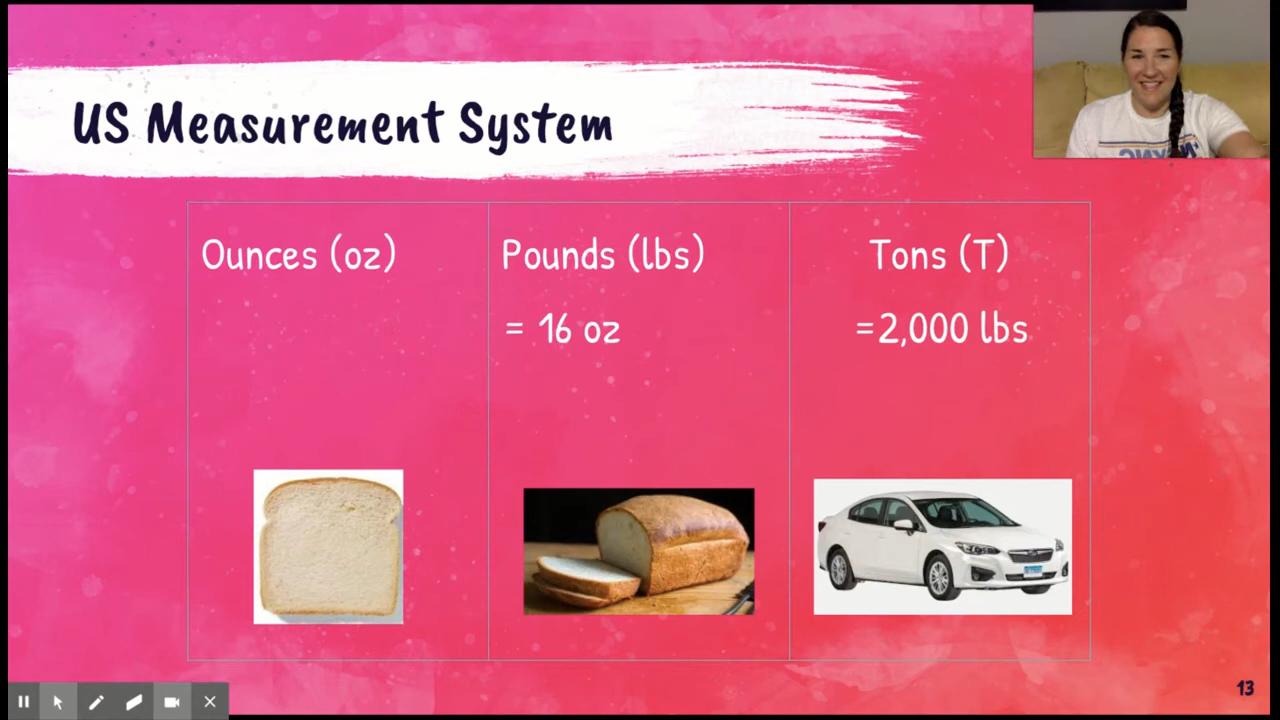 US Measurement System
Ounces (oz)
Pounds (lbs)
= 16 oz
Tons (T)
=2,000 lbs
13